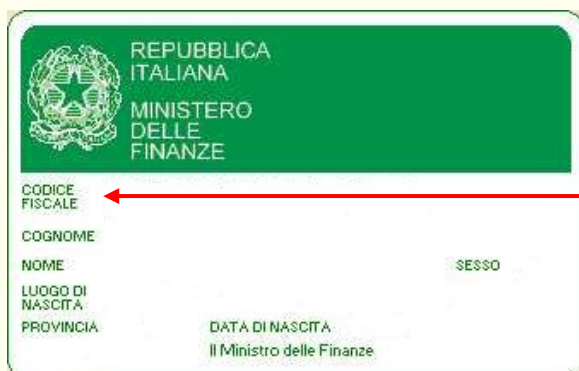 REPUBBLICA
ITALIANA
MINISTERO
DELLE
FINANZE
CODICE
FISCALE
COGNOME
NOME SESSO
LUOGO DI
NASCITA
PROVINCIA DATA DI NASCITA
Il Ministro delle Finanze